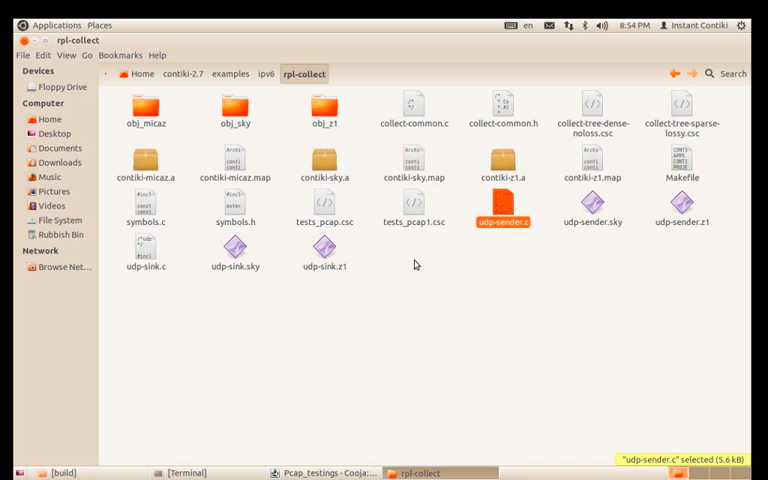 Applications Places en 8:54 PM Instant Contiki
rpl-collect
File Edit View Go Bookmarks Help
Devices
Floppy Drive
Computer
Home
Desktop
Documents
Downloads
Music
Pictures
Videos
File System
Rubbish Bin
Network
Browse Net...
Home contiki-2.7 examples ipv6 rpl-collect Search
obj_micaz obj_sky obj_z1 collect-common.c collect-common.h collect-tree-dense-noloss.csc collect-tree-sparse-lossy.csc
contiki-micaz.a contiki-micaz.map contiki-sky.a contiki-sky.map contiki-z1.a contiki-z1.map Makefile
symbols.c symbols.h tests_pcap.csc tests_pcap1.csc udp-sender.c udp-sender.sky udp-sender.z1
udp-sink.c udp-sink.sky udp-sink.z1
"udp-sender.c" selected (5.6 kB)
[build] [Terminal] Pcap_testings - Cooja:... rpl-collect